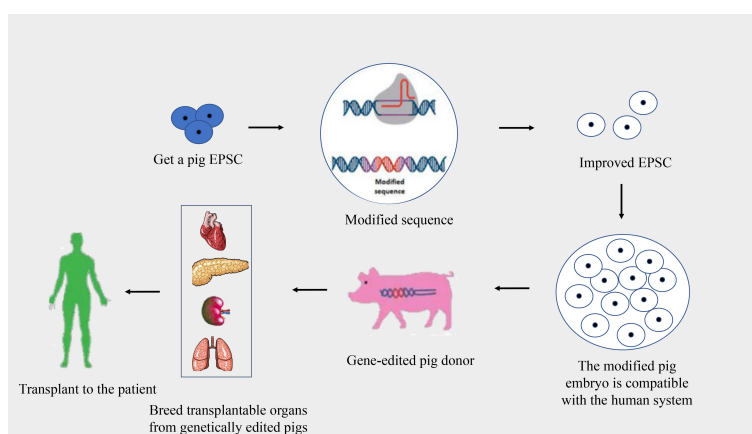 Get a pig EPSC
Modified
sequence
Modified sequence
Improved EPSC
The modified pig
embryo is compatible
with the human system
Gene-edited pig donor
Breed transplantable organs
from genetically edited pigs
Transplant to the patient